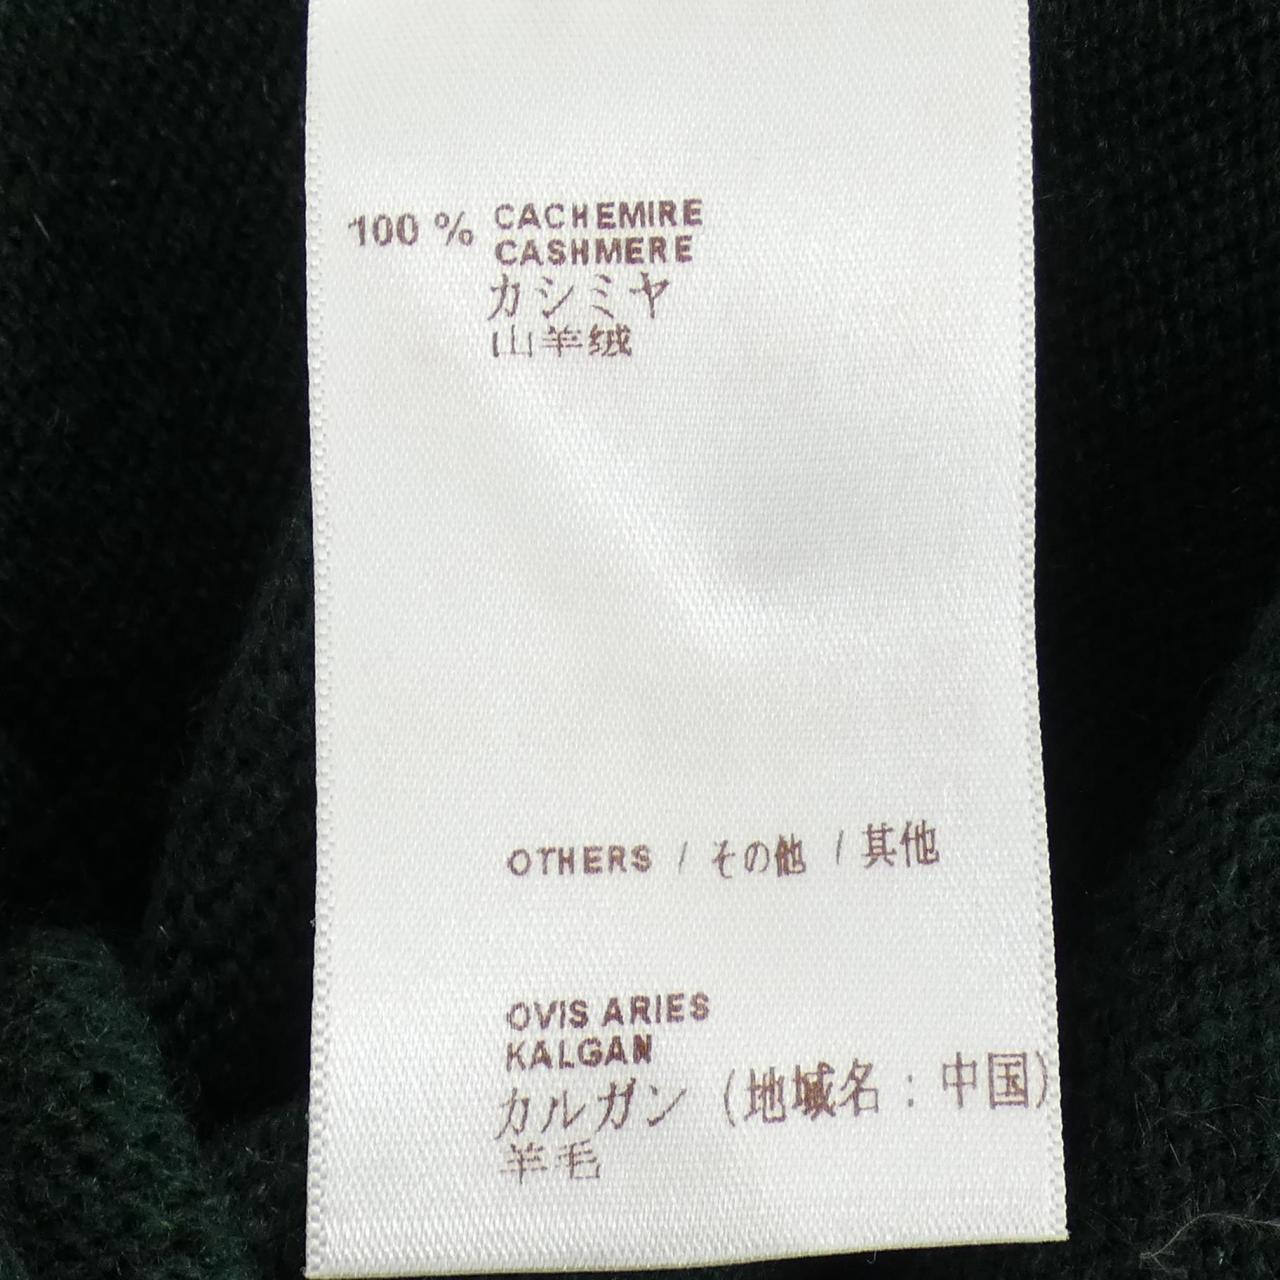 100 % CACHEMIRE
CASHMERE
カシミヤ
山羊绒
OTHERS / その他 / 其他
OVIS ARIES
KALGAN
カルガン (地域名 : 中国)
羊毛